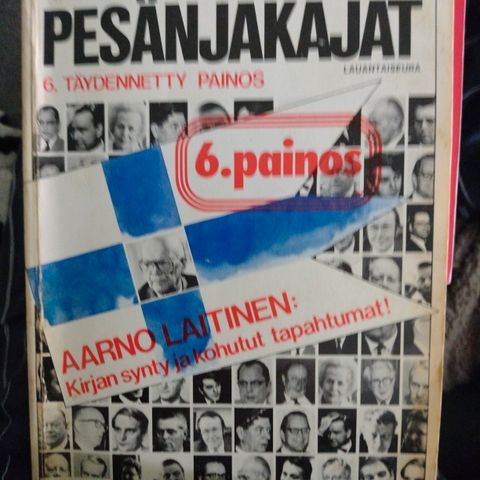 PESÄNJAKAJAT
LAUANTAISEURA
6. TÄYDENNETTY PAINOS
6.painos
AARNO LAITINEN:
Kirjan synty ja kohutut tapahtumat!